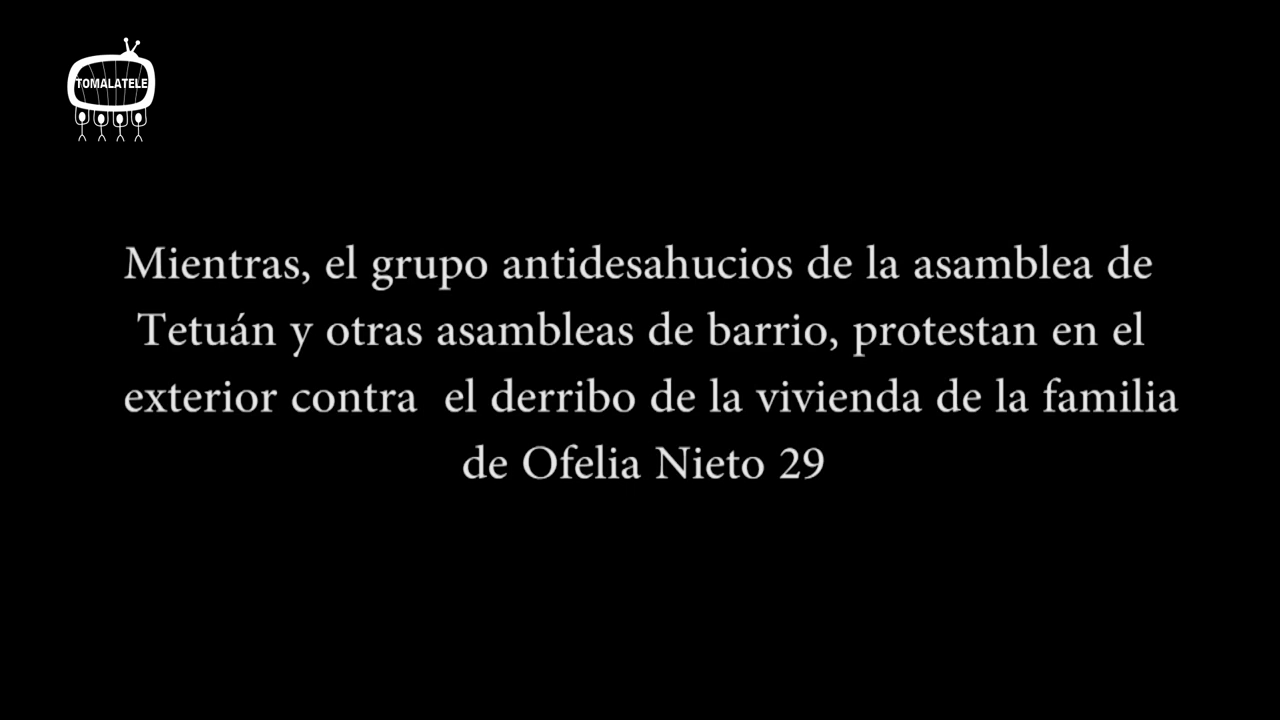 TOMALATELE
Mientras, el grupo antidesahucios de la asamblea de
Tetuán y otras asambleas de barrio, protestan en el
exterior contra  el derribo de la vivienda de la familia
de Ofelia Nieto 29